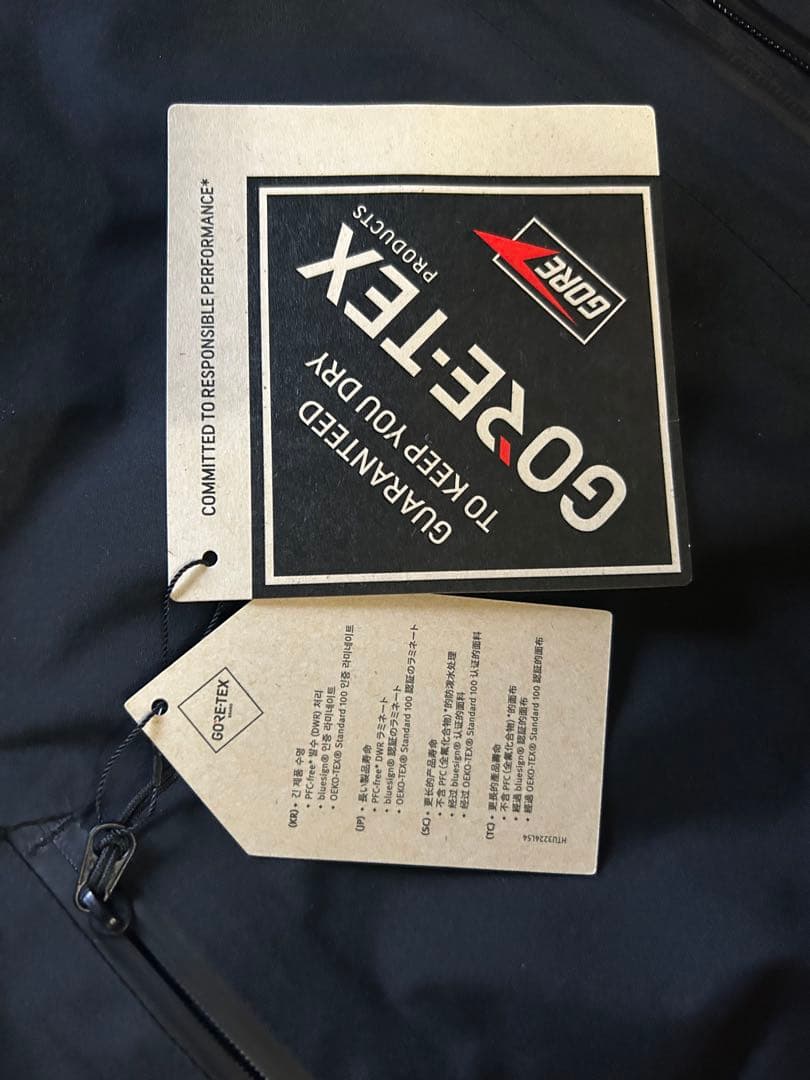 COMMITTED TO RESPONSIBLE PERFORMANCE*
GUARANTEED
TO KEEP YOU DRY
GORE-TEX
PRODUCTS
GORE
GORE-TEX
BRAND
(KR) • 긴 제품 수명
• PFC-free* 발수 (DWR) 처리
• bluesign® 인증 라미네이트
• OEKO-TEX® Standard 100 인증 라미네이트
(JP) • 長い製品寿命
• PFC-free* DWR ラミネート
• bluesign® 認証のラミネート
• OEKO-TEX® Standard 100 認証のラミネート
(SC) • 更长的产品寿命
• 不含 PFC (全氟化合物) *的防泼水处理
• 经过 bluesign® 认证的面料
• 经过 OEKO-TEX® Standard 100 认证的面料
(TC) • 更長的產品壽命
• 不含 PFC (全氟化合物) *的面布
• 經過 bluesign® 認證的面布
• 經過 OEKO-TEX® Standard 100 認證的面布
HTU3224LS4